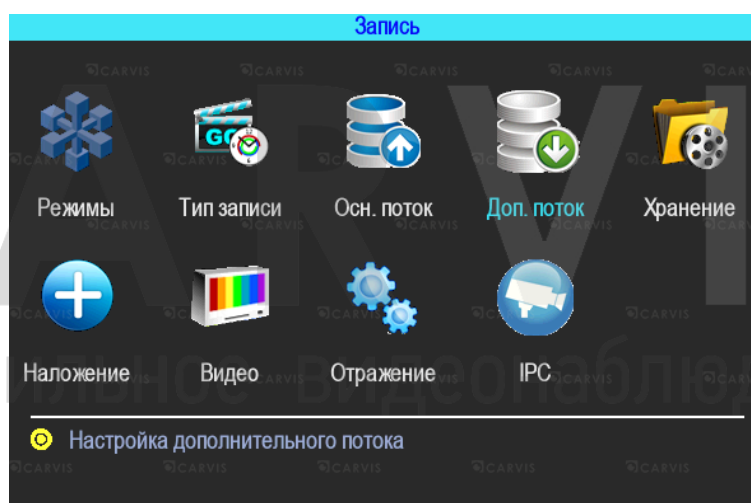 Запись
Режимы Тип записи Осн. поток Доп. поток Хранение
Наложение Видео Отражение IPC
Настройка дополнительного потока